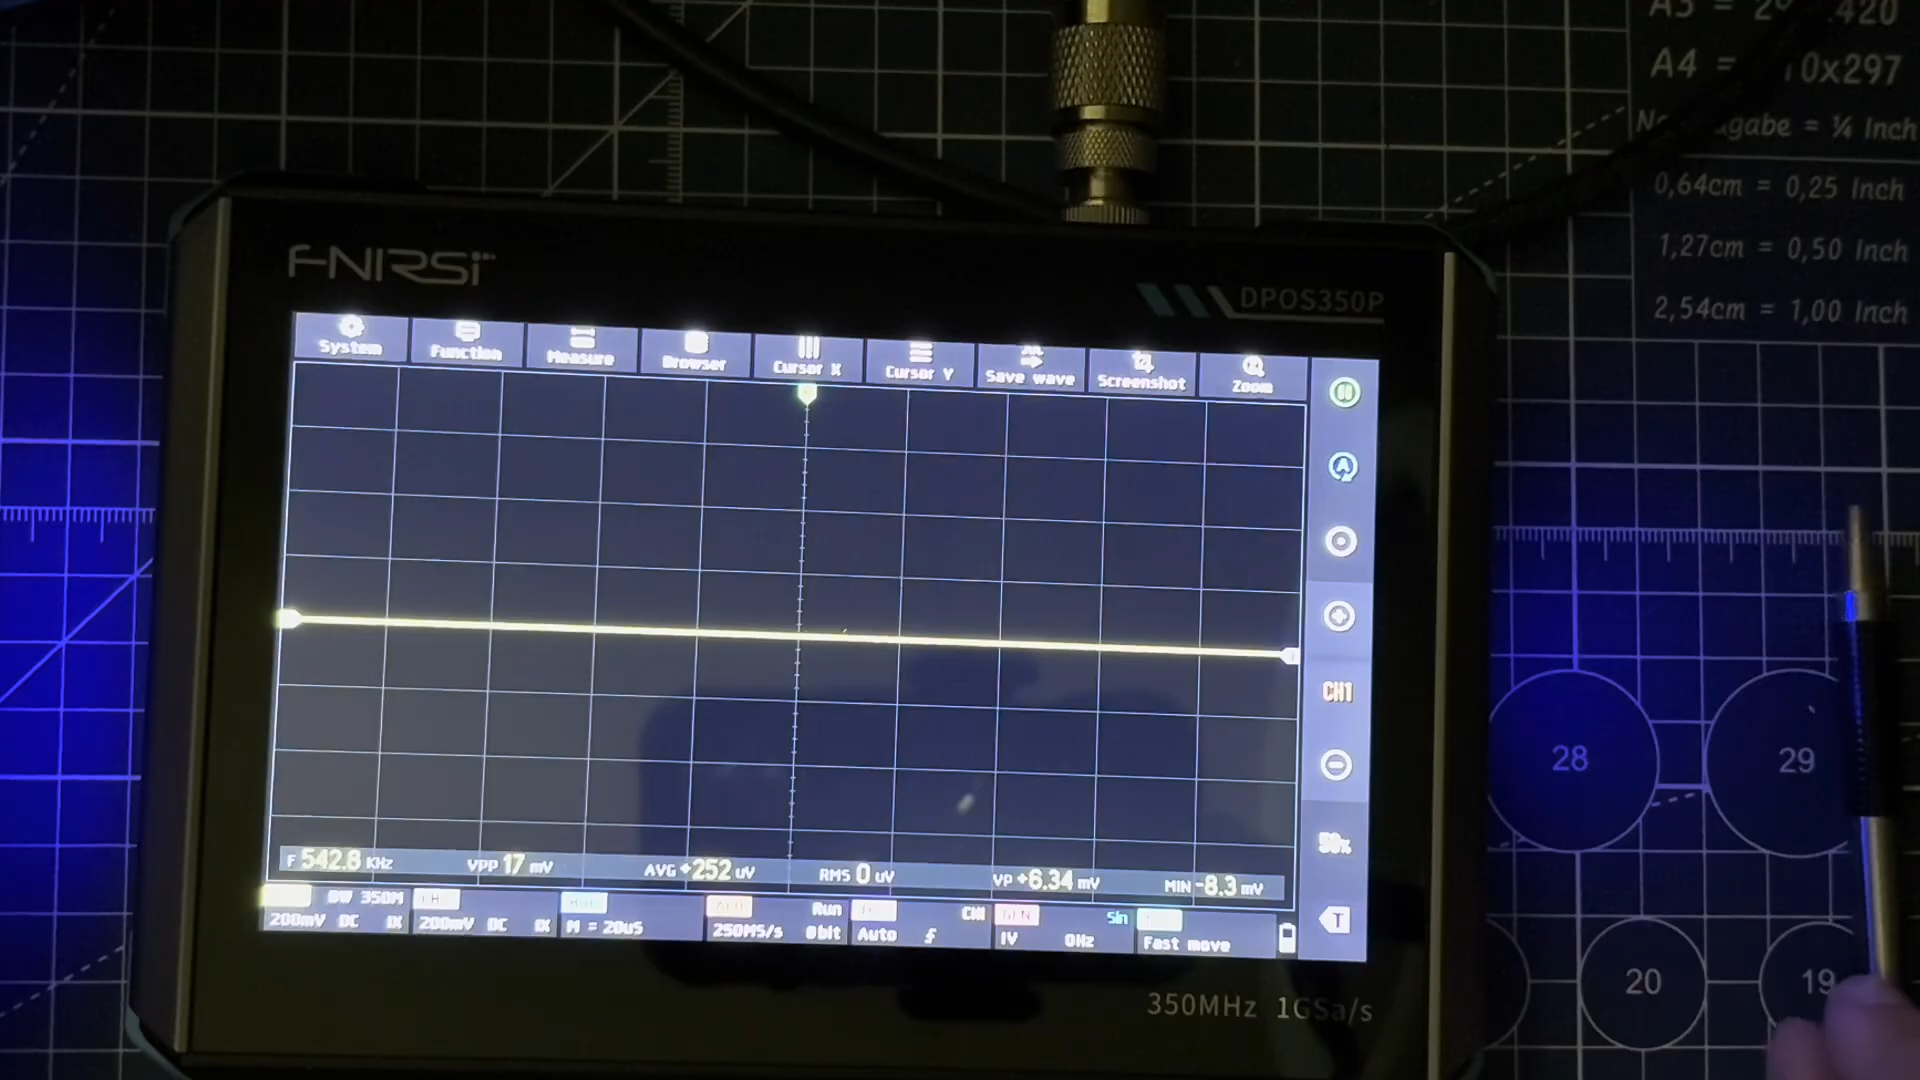 A4 =
0x297
agabe = ¼ Inch
0,64cm = 0,25 Inch
1,27cm = 0,50 Inch
2,54cm = 1,00 Inch
FNIRSI
DPOS350P
System Function Measure Browser Cursor X Cursor Y Save wave Screenshot Zoom
CH1
50%
T
F 542.8 KHz VPP 17 mV AVG +252 uV RMS 0 uV VP +6.34 mV MIN -8.3 mV
BW 350M Run CH1 Sin
200mV DC 1X 200mV DC 1X M = 20uS 250MS/s 8bit Auto 1V 0Hz Fast move
350MHz 1GSa/s
28
29
20
19